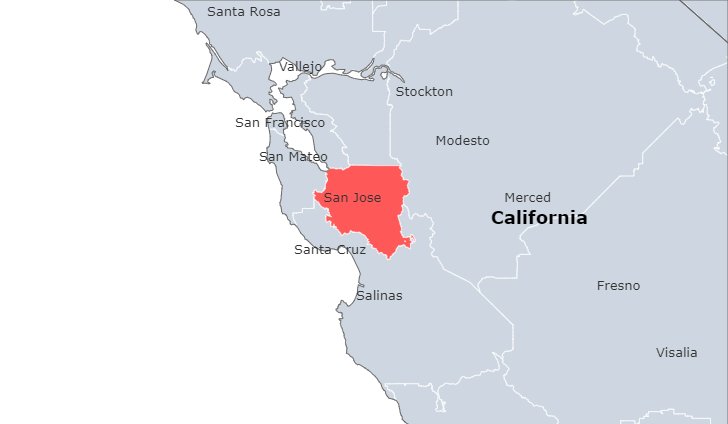 Santa Rosa
Vallejo
Stockton
San Francisco
Modesto
San Mateo
San Jose
Merced
California
Santa Cruz
Fresno
Salinas
Visalia